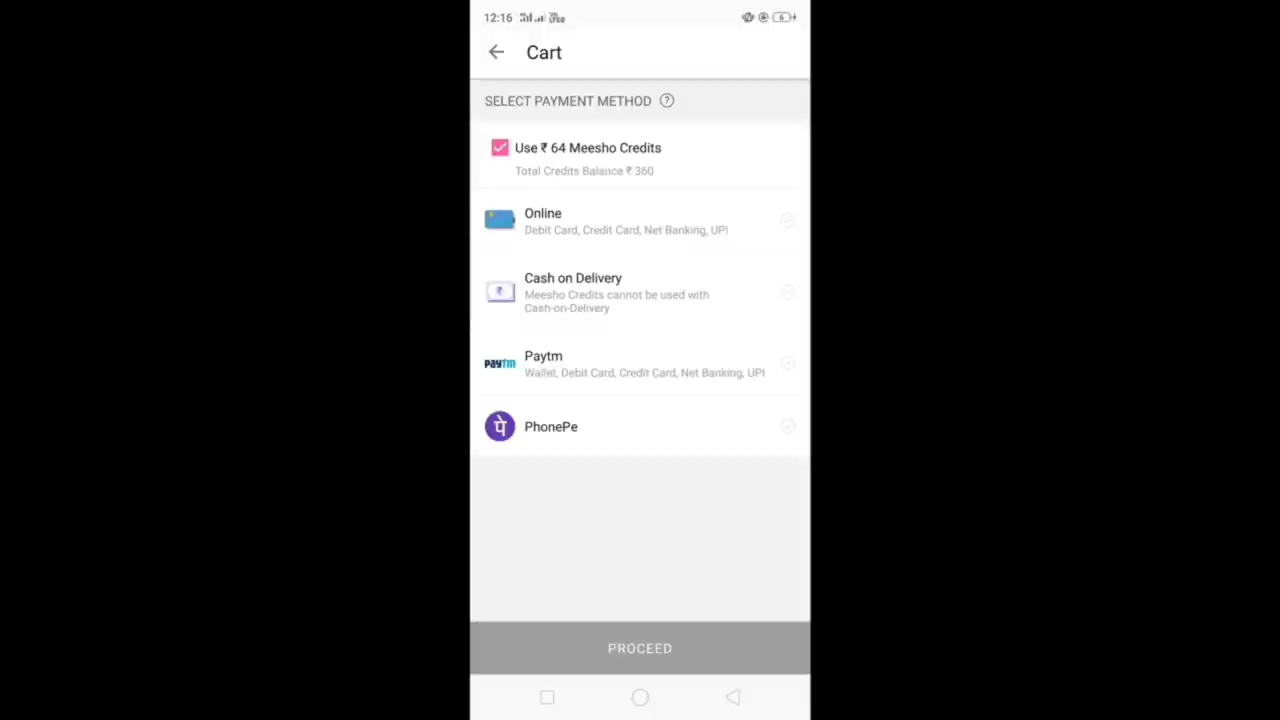 12:16
Cart
SELECT PAYMENT METHOD ?
Use ₹ 64 Meesho Credits
Total Credits Balance ₹ 360
Online
Debit Card, Credit Card, Net Banking, UPI
Cash on Delivery
₹
Meesho Credits cannot be used with
Cash-on-Delivery
Paytm
paytm
Wallet, Debit Card, Credit Card, Net Banking, UPI
पे PhonePe
PROCEED